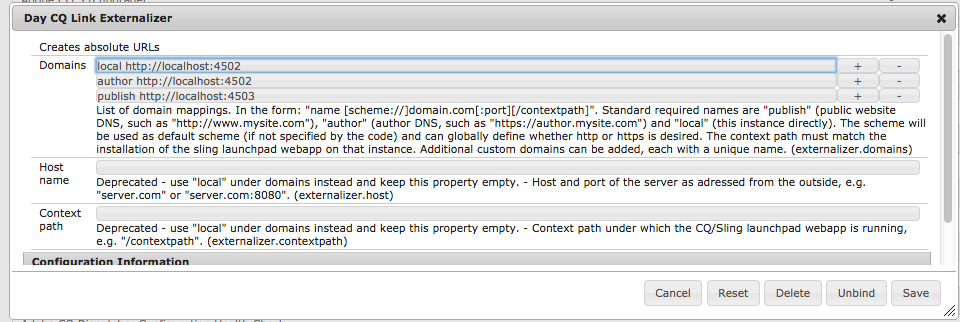 Day CQ Link Externalizer
Creates absolute URLs
Domains
local http://localhost:4502
+ -
author http://localhost:4502
+ -
publish http://localhost:4503
+ -
List of domain mappings. In the form: "name [scheme://]domain.com[:port][/contextpath]". Standard required names are "publish" (public website
DNS, such as "http://www.mysite.com"), "author" (author DNS, such as "https://author.mysite.com") and "local" (this instance directly). The scheme will
be used as default scheme (if not specified by the code) and can globally define whether http or https is desired. The context path must match the
installation of the sling launchpad webapp on that instance. Additional custom domains can be added, each with a unique name. (externalizer.domains)
Host
name
Deprecated - use "local" under domains instead and keep this property empty. - Host and port of the server as adressed from the outside, e.g.
"server.com" or "server.com:8080". (externalizer.host)
Context
path
Deprecated - use "local" under domains instead and keep this property empty. - Context path under which the CQ/Sling launchpad webapp is running,
e.g. "/contextpath". (externalizer.contextpath)
Configuration Information
Cancel
Reset
Delete
Unbind
Save